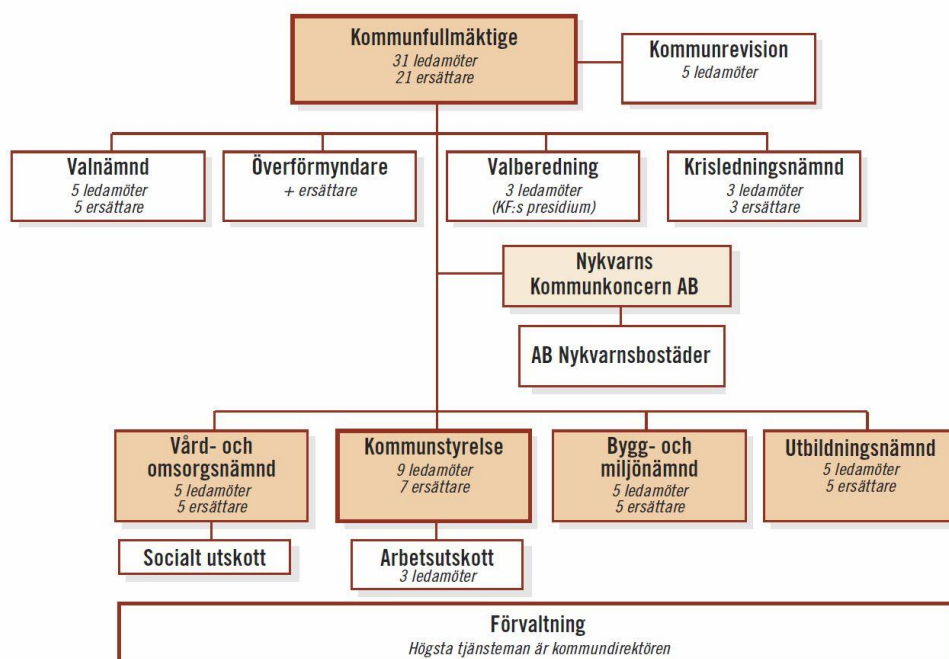 Kommunfullmäktige
31 ledamöter
21 ersättare
Kommunrevision
5 ledamöter
Valnämnd
5 ledamöter
5 ersättare
Överförmyndare
+ ersättare
Valberedning
3 ledamöter
(KF:s presidium)
Krisledningsnämnd
3 ledamöter
3 ersättare
Nykvarns
Kommunkoncern AB
AB Nykvarnsbostäder
Vård- och
omsorgsnämnd
5 ledamöter
5 ersättare
Kommunstyrelse
9 ledamöter
7 ersättare
Bygg- och
miljönämnd
5 ledamöter
5 ersättare
Utbildningsnämnd
5 ledamöter
5 ersättare
Socialt utskott
Arbetsutskott
3 ledamöter
Förvaltning
Högsta tjänsteman är kommundirektören